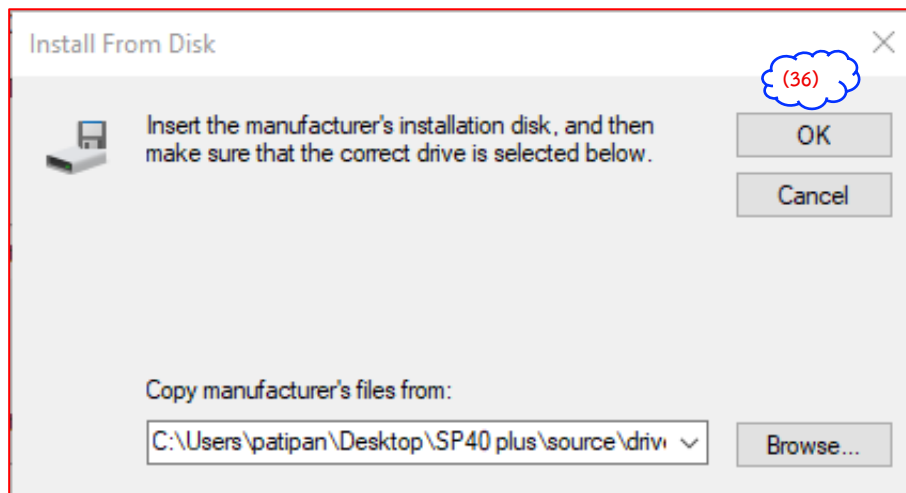 Install From Disk
(36)
Insert the manufacturer's installation disk, and then
make sure that the correct drive is selected below.
OK
Cancel
Copy manufacturer's files from:
C:\Users\patipan\Desktop\SP40 plus\source\driv
Browse...